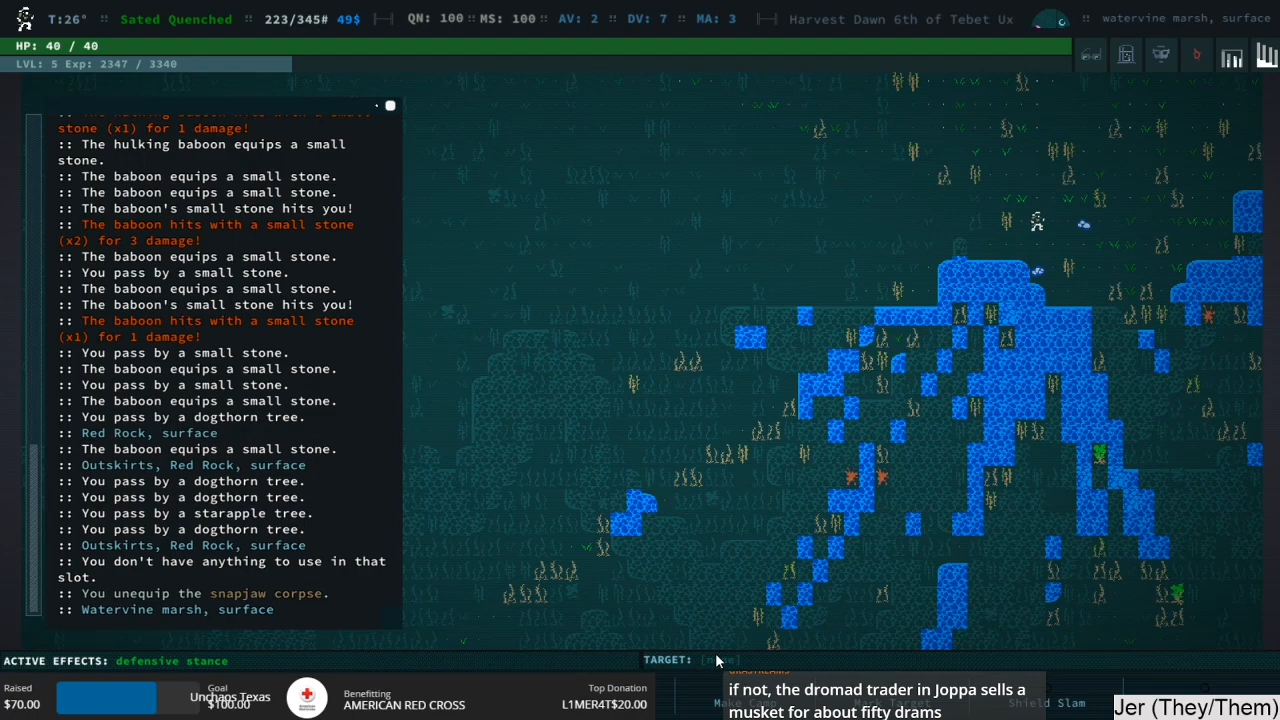 T:26° :: Sated Quenched :: 223/345# 49$ QN: 100 :: MS: 100 :: AV: 2 :: DV: 7 :: MA: 3 Harvest Dawn 6th of Tebet Ux :: watervine marsh, surface
HP: 40 / 40
LVL: 5 Exp: 2347 / 3340
stone (x1) for 1 damage!
:: The hulking baboon equips a small
stone.
:: The baboon equips a small stone.
:: The baboon equips a small stone.
:: The baboon's small stone hits you!
:: The baboon hits with a small stone
(x2) for 3 damage!
:: The baboon equips a small stone.
:: You pass by a small stone.
:: The baboon equips a small stone.
:: The baboon's small stone hits you!
:: The baboon hits with a small stone
(x1) for 1 damage!
:: You pass by a small stone.
:: The baboon equips a small stone.
:: You pass by a small stone.
:: The baboon equips a small stone.
:: You pass by a dogthorn tree.
:: Red Rock, surface
:: The baboon equips a small stone.
:: Outskirts, Red Rock, surface
:: You pass by a dogthorn tree.
:: You pass by a dogthorn tree.
:: You pass by a starapple tree.
:: You pass by a dogthorn tree.
:: Outskirts, Red Rock, surface
:: You don't have anything to use in that
slot.
:: You unequip the snapjaw corpse.
:: Watervine marsh, surface
ACTIVE EFFECTS: defensive stance
TARGET: [none]
Raised
$70.00
Goal
$100.00
Unchaos Texas
Benefitting
AMERICAN RED CROSS
Top Donation
L1MER4T$20.00
if not, the dromad trader in Joppa sells a
musket for about fifty drams
Make Camp
Mark Target
Shield Slam
Jer (They/Them)